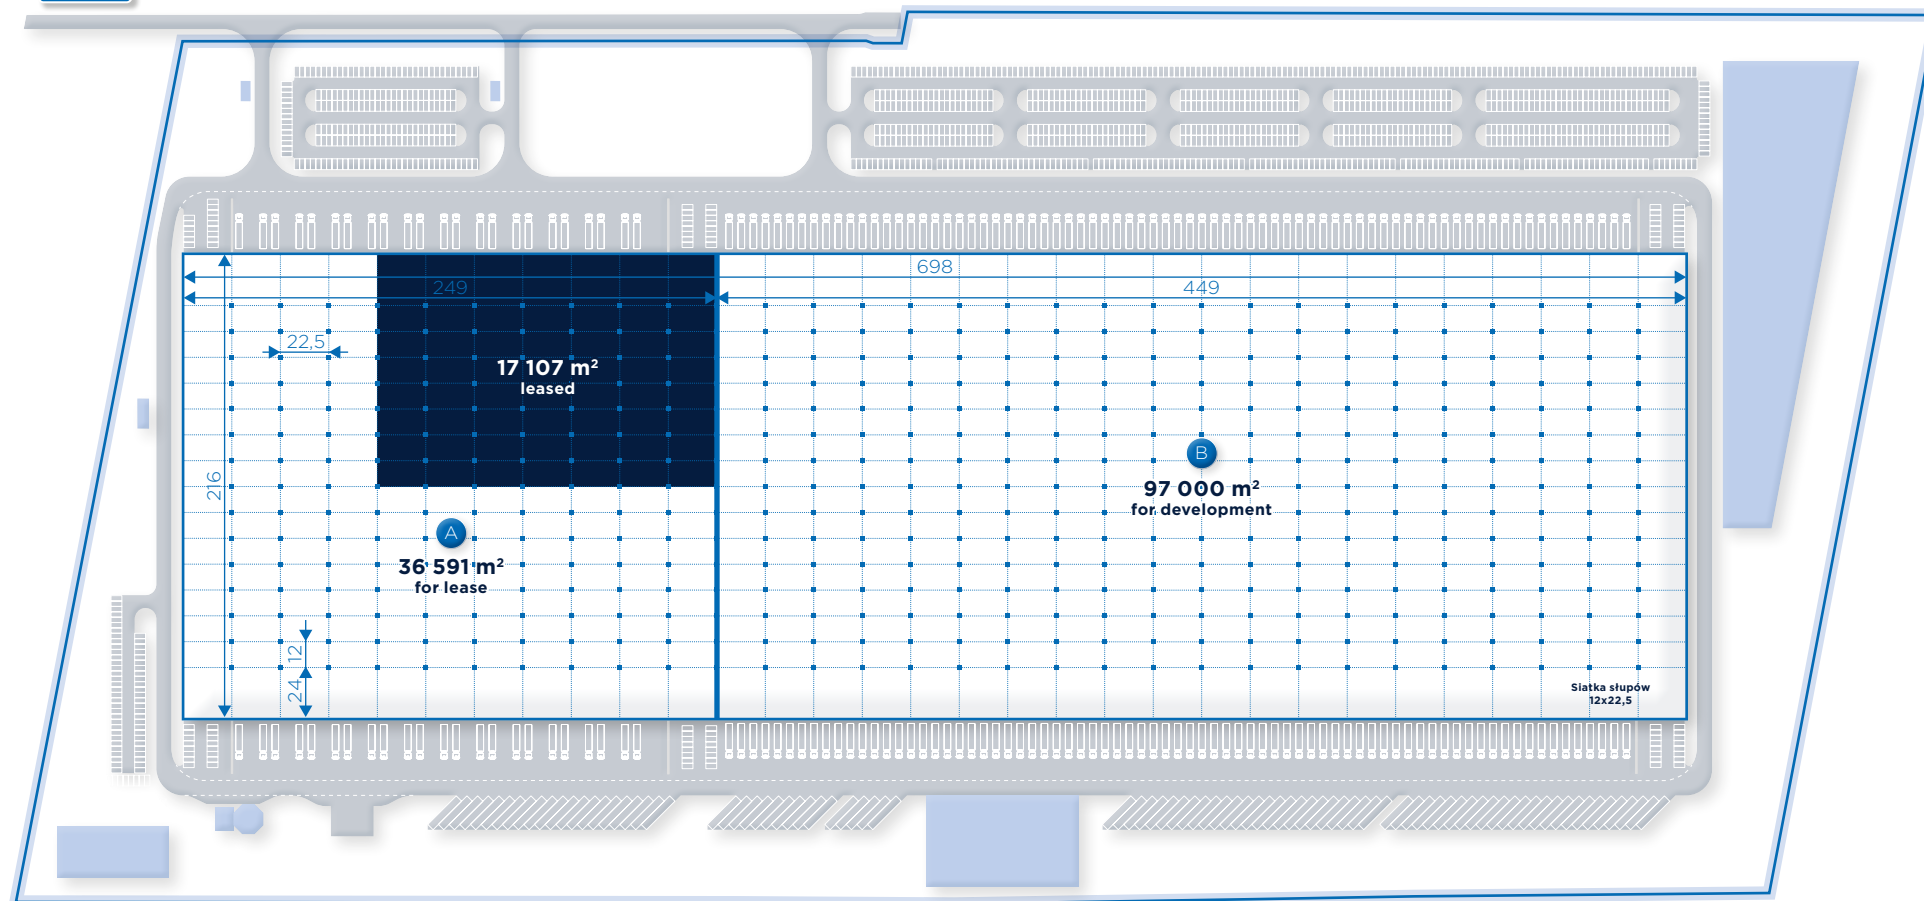 698
249
449
22,5
17 107 m²
leased
216
B
97 000 m²
for development
A
36 591 m²
for lease
12
24
Siatka słupów
12x22,5